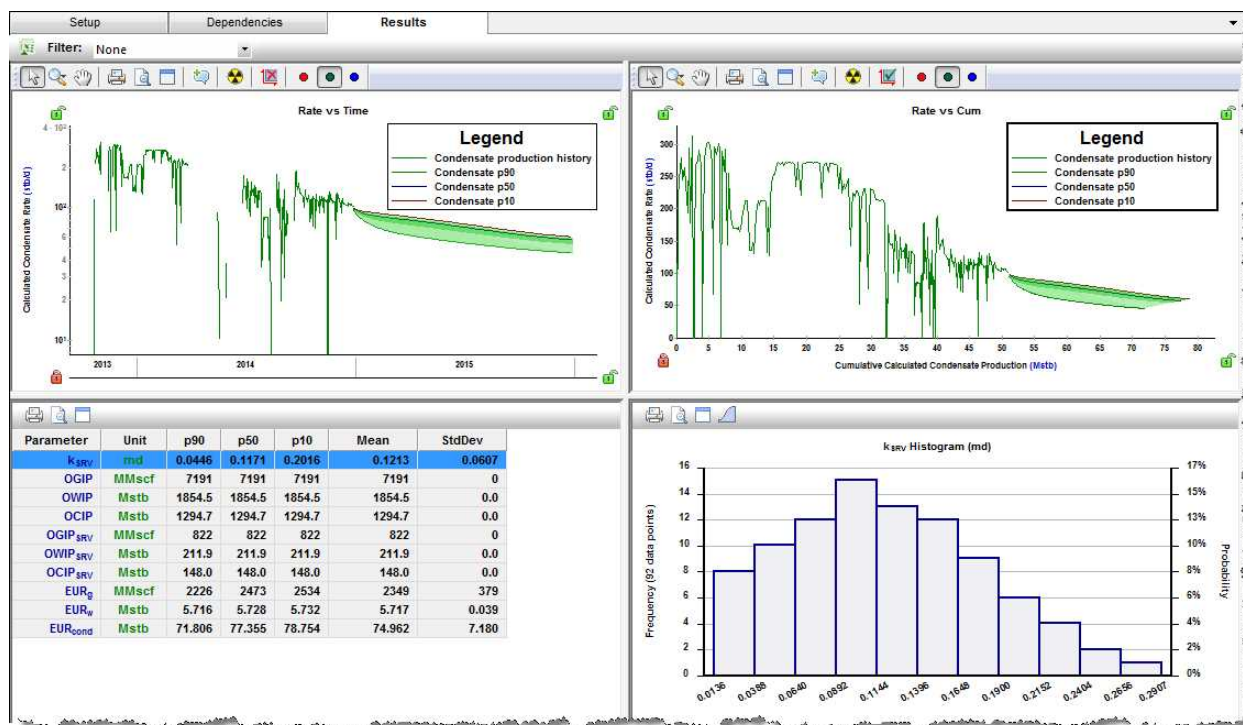 Setup Dependencies Results
Filter: None
Rate vs Time
4 · 10²
2
10²
6
4
3
2
10¹
Calculated Condensate Rate (stb/d)
2013 2014 2015
Legend
Condensate production history
Condensate p90
Condensate p50
Condensate p10
Rate vs Cum
300
250
200
150
100
50
0
Calculated Condensate Rate (stb/d)
0 5 10 15 20 25 30 35 40 45 50 55 60 65 70 75 80
Cumulative Calculated Condensate Production (Mstb)
Legend
Condensate production history
Condensate p90
Condensate p50
Condensate p10
Parameter Unit p90 p50 p10 Mean StdDev
kSRV md 0.0446 0.1171 0.2016 0.1213 0.0607
OGIP MMscf 7191 7191 7191 7191 0
OWIP Mstb 1854.5 1854.5 1854.5 1854.5 0.0
OCIP Mstb 1294.7 1294.7 1294.7 1294.7 0.0
OGIPSRV MMscf 822 822 822 822 0
OWIPSRV Mstb 211.9 211.9 211.9 211.9 0.0
OCIPSRV Mstb 148.0 148.0 148.0 148.0 0.0
EURg MMscf 2226 2473 2534 2349 379
EURw Mstb 5.716 5.728 5.732 5.717 0.039
EURcond Mstb 71.806 77.355 78.754 74.962 7.180
kSRV Histogram (md)
16 17%
14 15%
12 13%
10 11%
8 9%
6 6%
4 4%
2 2%
0 0%
Frequency (92 data points)
Probability
0.0136 0.0388 0.0640 0.0892 0.1144 0.1396 0.1648 0.1900 0.2152 0.2404 0.2656 0.2907